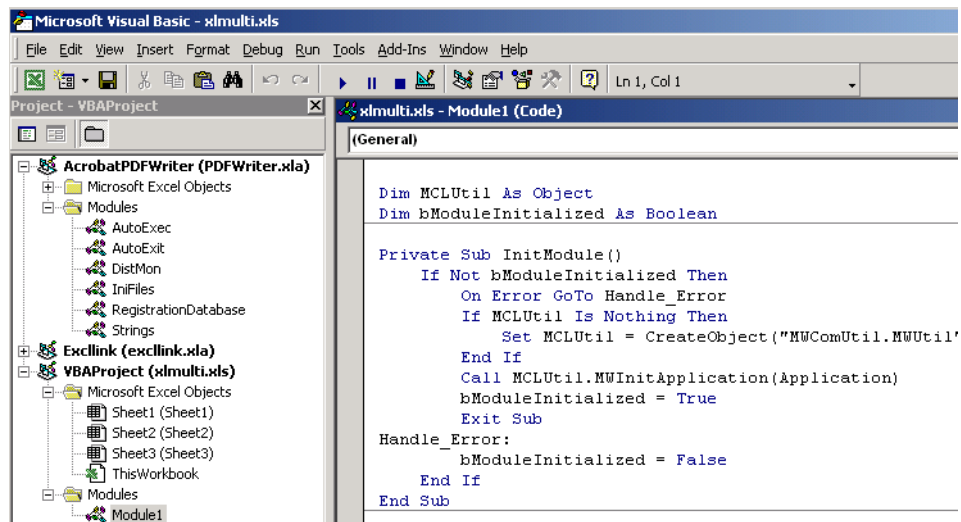 Microsoft Visual Basic - xlmulti.xls
File Edit View Insert Format Debug Run Tools Add-Ins Window Help
Ln 1, Col 1
Project - VBAProject
AcrobatPDFWriter (PDFWriter.xla)
Microsoft Excel Objects
Modules
AutoExec
AutoExit
DistMon
IniFiles
RegistrationDatabase
Strings
Excllink (excllink.xla)
VBAProject (xlmulti.xls)
Microsoft Excel Objects
Sheet1 (Sheet1)
Sheet2 (Sheet2)
Sheet3 (Sheet3)
ThisWorkbook
Modules
Module1
xlmulti.xls - Module1 (Code)
(General)
Dim MCLUtil As Object
Dim bModuleInitialized As Boolean
Private Sub InitModule()
If Not bModuleInitialized Then
On Error GoTo Handle_Error
If MCLUtil Is Nothing Then
Set MCLUtil = CreateObject("MWComUtil.MWUtil"
End If
Call MCLUtil.MWInitApplication(Application)
bModuleInitialized = True
Exit Sub
Handle_Error:
bModuleInitialized = False
End If
End Sub